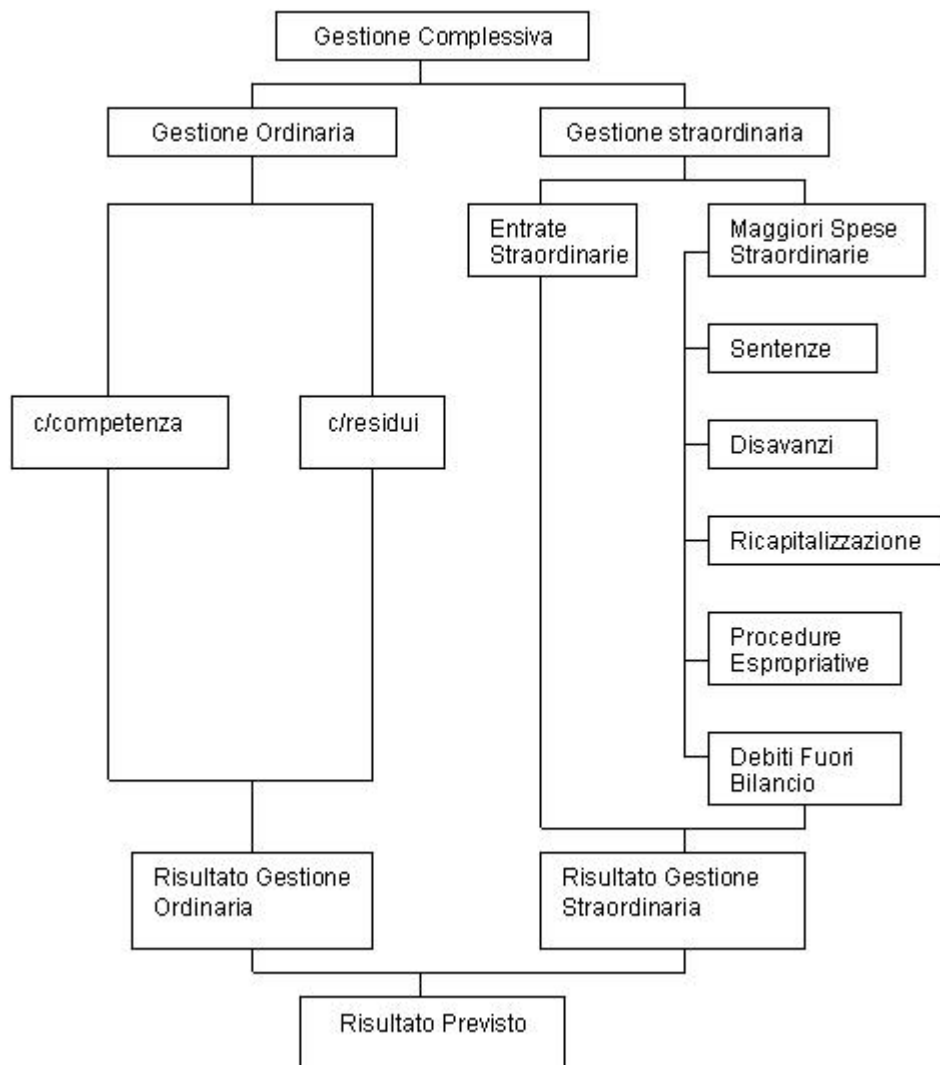 Gestione Complessiva
Gestione Ordinaria
Gestione straordinaria
Entrate
Straordinarie
Maggiori Spese
Straordinarie
Sentenze
c/competenza
c/residui
Disavanzi
Ricapitalizzazione
Procedure
Espropriative
Debiti Fuori
Bilancio
Risultato Gestione
Ordinaria
Risultato Gestione
Straordinaria
Risultato Previsto